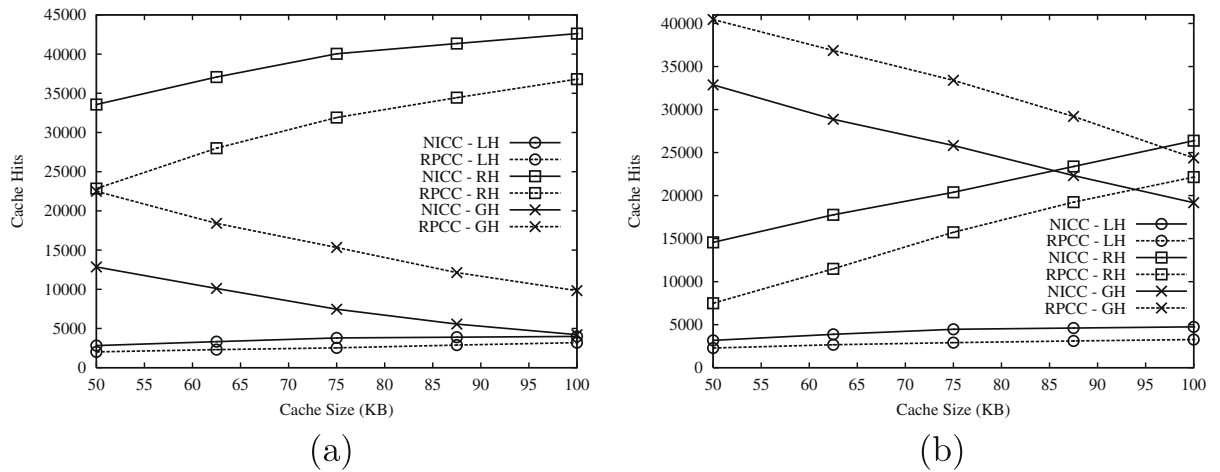 45000
40000
35000
30000
25000
20000
15000
10000
5000
0
Cache Hits
NICC - LH
RPCC - LH
NICC - RH
RPCC - RH
NICC - GH
RPCC - GH
50 55 60 65 70 75 80 85 90 95 100
Cache Size (KB)
(a)
40000
35000
30000
25000
20000
15000
10000
5000
0
Cache Hits
NICC - LH
RPCC - LH
NICC - RH
RPCC - RH
NICC - GH
RPCC - GH
50 55 60 65 70 75 80 85 90 95 100
Cache Size (KB)
(b)